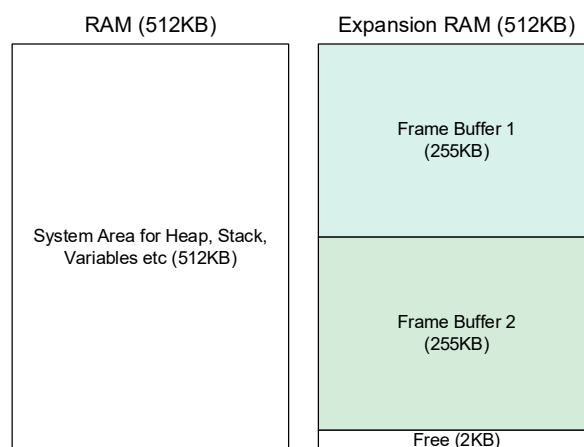 RAM (512KB)
Expansion RAM (512KB)
System Area for Heap, Stack,
Variables etc (512KB)
Frame Buffer 1
(255KB)
Frame Buffer 2
(255KB)
Free (2KB)